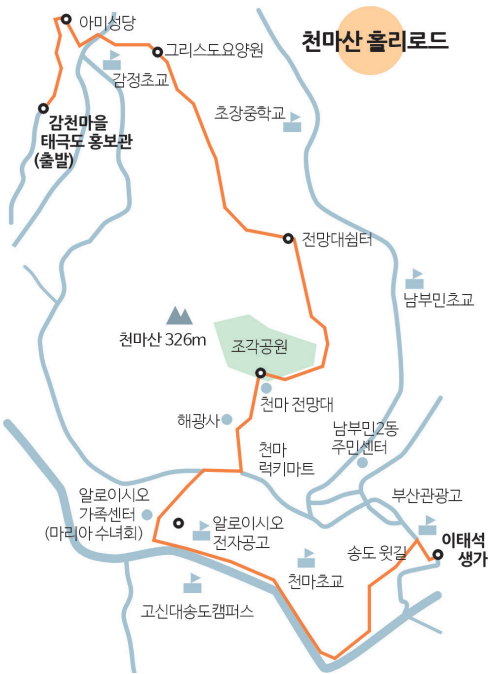 천마산 홀리로드
아미성당
그리스도요양원
감정초교
초장중학교
감천마을
태극도 홍보관
(출발)
전망대쉼터
남부민초교
천마산 326m
조각공원
천마 전망대
해광사
천마
럭키마트
남부민2동
주민센터
알로이시오
가족센터
(마리아 수녀회)
알로이시오
전자공고
부산관광고
송도 윗길
이태석
생가
천마초교
고신대송도캠퍼스